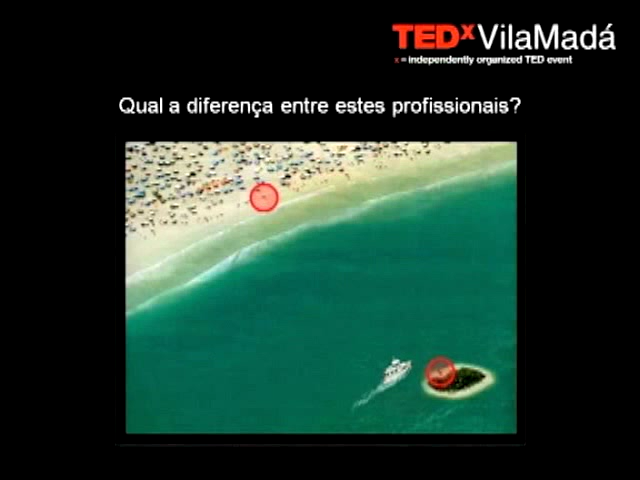 TEDxVilaMadá
x = independently organized TED event
Qual a diferença entre estes profissionais?